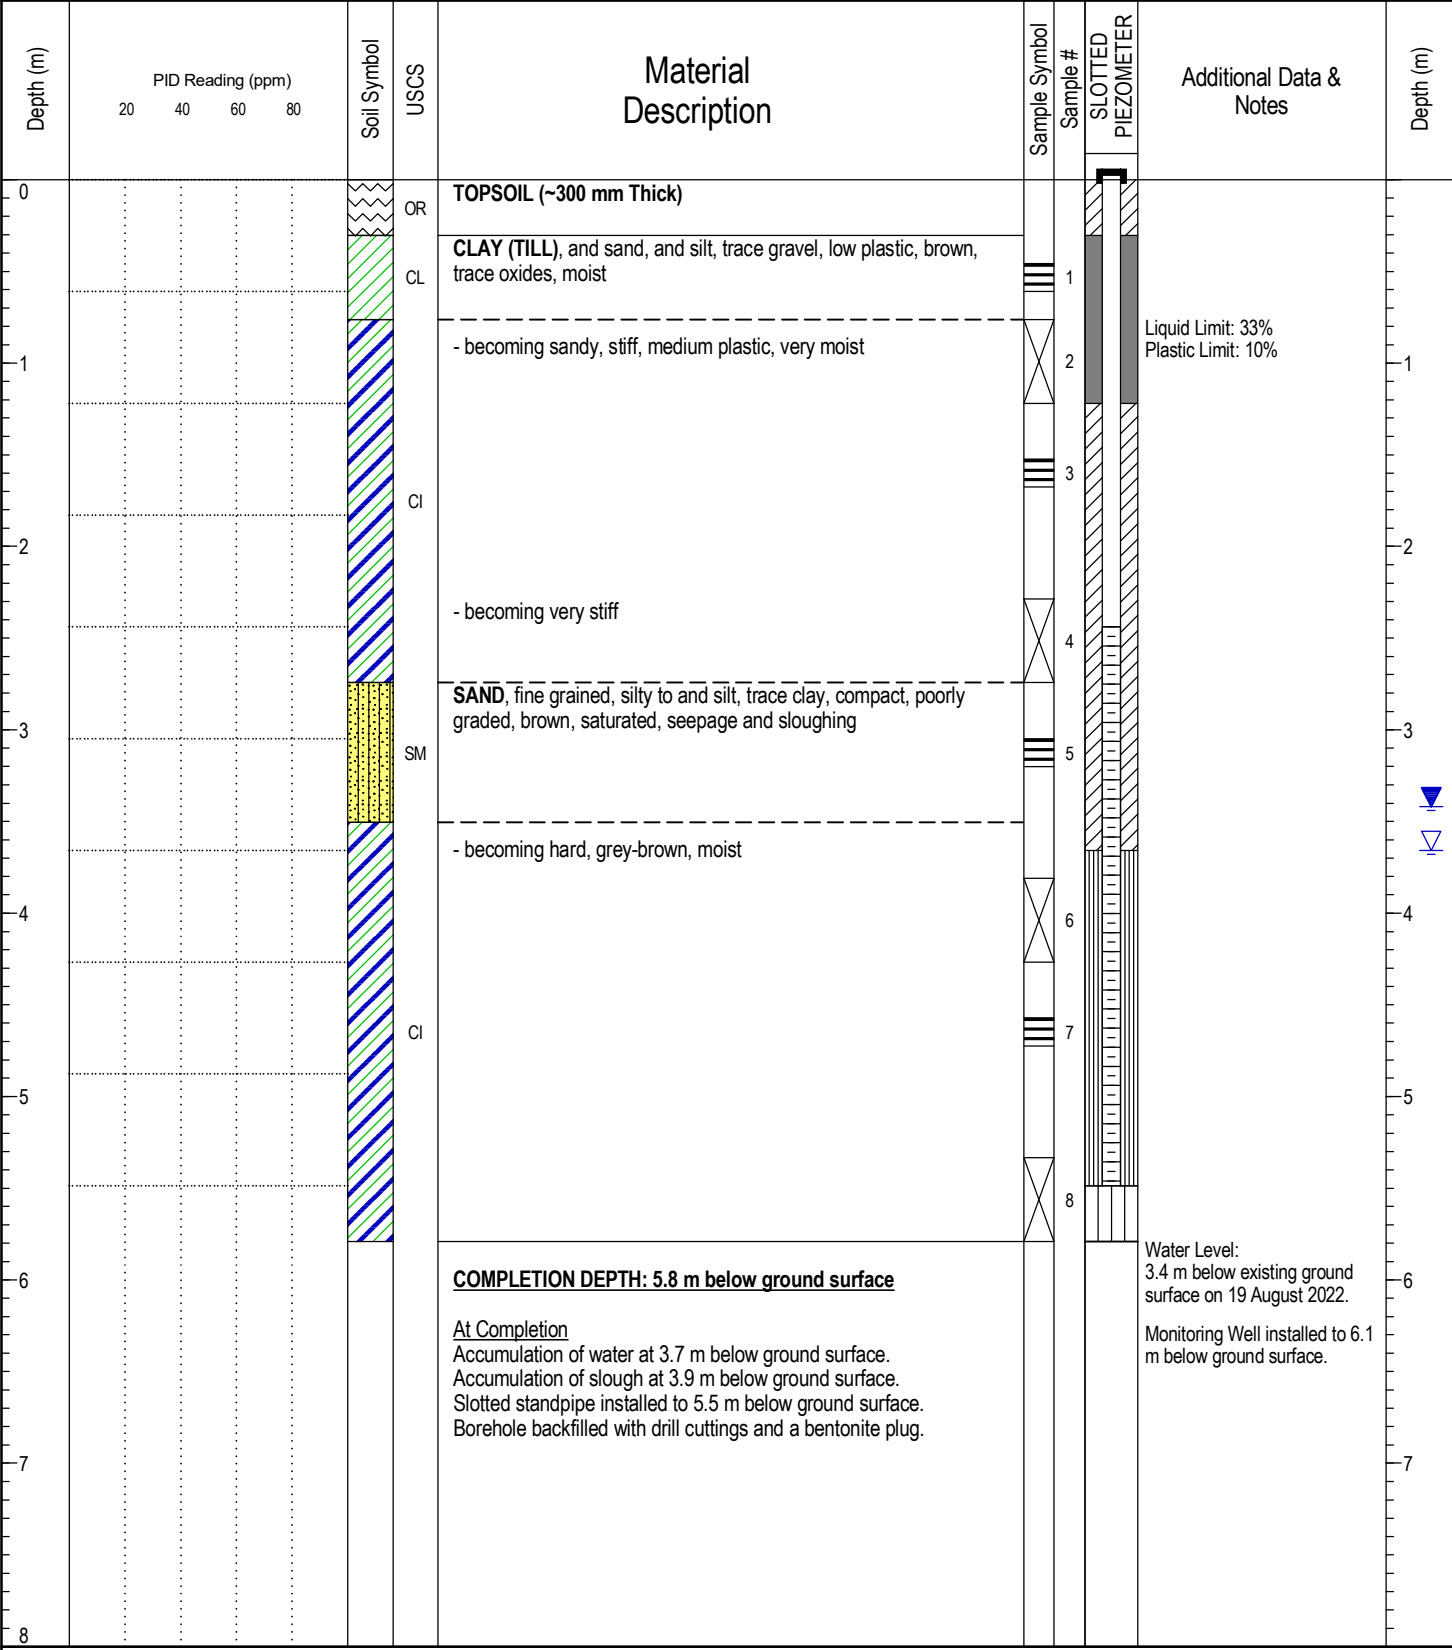 Depth (m)
PID Reading (ppm)
20 40 60 80
Soil Symbol
USCS
Material
Description
Sample Symbol
Sample #
SLOTTED
PIEZOMETER
Additional Data &
Notes
Depth (m)
0
OR
TOPSOIL (~300 mm Thick)
CL
CLAY (TILL), and sand, and silt, trace gravel, low plastic, brown,
trace oxides, moist
1
Liquid Limit: 33%
Plastic Limit: 10%
- becoming sandy, stiff, medium plastic, very moist
1
2
1
3
CI
2
2
- becoming very stiff
4
SAND, fine grained, silty to and silt, trace clay, compact, poorly
graded, brown, saturated, seepage and sloughing
3
SM
5
3
- becoming hard, grey-brown, moist
4
6
4
CI
7
5
5
8
Water Level:
3.4 m below existing ground
surface on 19 August 2022.
Monitoring Well installed to 6.1
m below ground surface.
6
COMPLETION DEPTH: 5.8 m below ground surface
6
At Completion
Accumulation of water at 3.7 m below ground surface.
Accumulation of slough at 3.9 m below ground surface.
Slotted standpipe installed to 5.5 m below ground surface.
Borehole backfilled with drill cuttings and a bentonite plug.
7
7
8